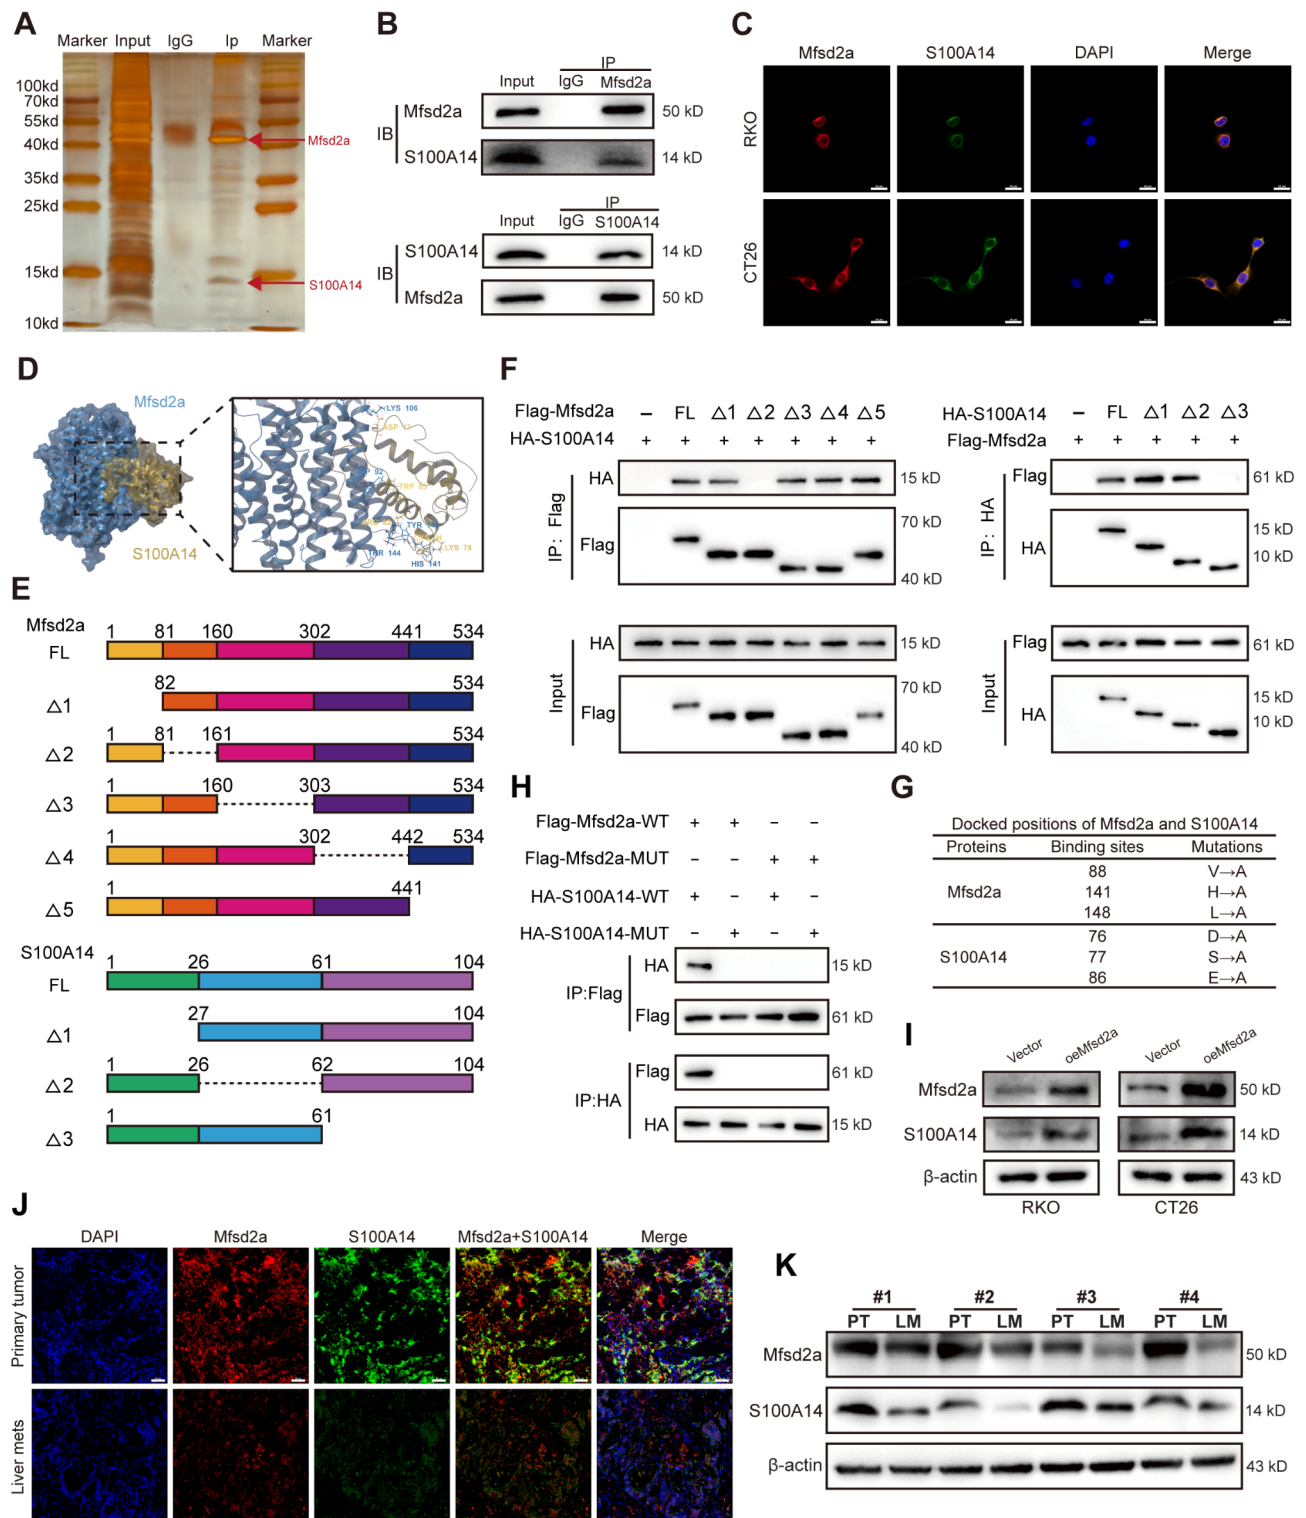 A
Marker Input IgG Ip Marker
100kd
70kd
55kd
40kd
35kd
25kd
15kd
10kd
Mfsd2a
S100A14
B
IP
Input IgG Mfsd2a
IB
Mfsd2a 50 kD
S100A14 14 kD
IP
Input IgG S100A14
IB
S100A14 14 kD
Mfsd2a 50 kD
C
Mfsd2a S100A14 DAPI Merge
RKO
CT26
D
Mfsd2a
S100A14
LYS 106
TRP
TYR
THR 144
LYS 78
HIS 141
E
Mfsd2a
FL
1 81 160 302 441 534
△1
82 534
△2
1 81 161 534
△3
1 160 303 534
△4
1 302 442 534
△5
1 441
S100A14
FL
1 26 61 104
△1
27 104
△2
1 26 62 104
△3
1 61
F
Flag-Mfsd2a – FL △1 △2 △3 △4 △5
HA-S100A14 + + + + + + +
IP: Flag
HA 15 kD
Flag 70 kD
40 kD
Input
HA 15 kD
Flag 70 kD
40 kD
HA-S100A14 – FL △1 △2 △3
Flag-Mfsd2a + + + + +
IP: HA
Flag 61 kD
HA 15 kD
10 kD
Input
Flag 61 kD
HA 15 kD
10 kD
G
Docked positions of Mfsd2a and S100A14
Proteins Binding sites Mutations
Mfsd2a
88 V→A
141 H→A
148 L→A
S100A14
76 D→A
77 S→A
86 E→A
H
Flag-Mfsd2a-WT + + – –
Flag-Mfsd2a-MUT – – + +
HA-S100A14-WT + – + –
HA-S100A14-MUT – + – +
IP:Flag
HA 15 kD
Flag 61 kD
IP:HA
Flag 61 kD
HA 15 kD
I
Vector oeMfsd2a Vector oeMfsd2a
Mfsd2a 50 kD
S100A14 14 kD
β-actin 43 kD
RKO CT26
J
DAPI Mfsd2a S100A14 Mfsd2a+S100A14 Merge
Primary tumor
Liver mets
K
#1 #2 #3 #4
PT LM PT LM PT LM PT LM
Mfsd2a 50 kD
S100A14 14 kD
β-actin 43 kD